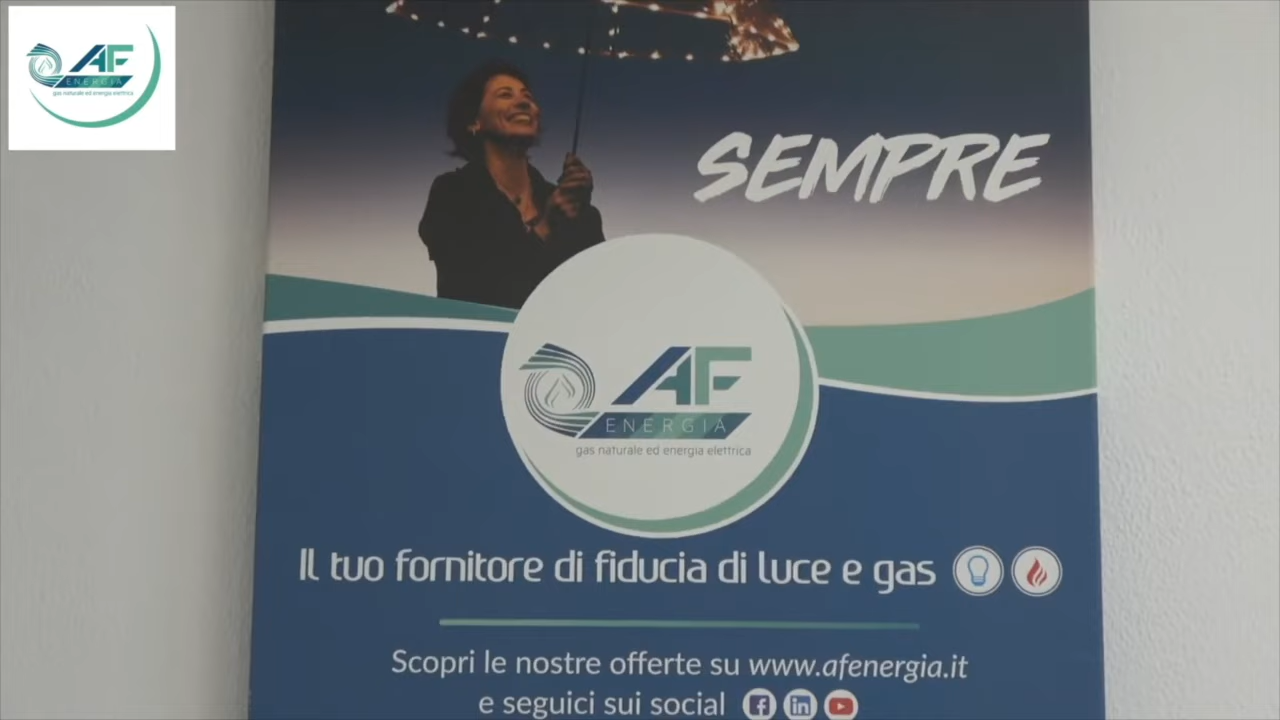 AF
ENERGIA
gas naturale ed energia elettrica
SEMPRE
AF
ENERGIA
gas naturale ed energia elettrica
Il tuo fornitore di fiducia di luce e gas
Scopri le nostre offerte su www.afenergia.it
e seguici sui social f in